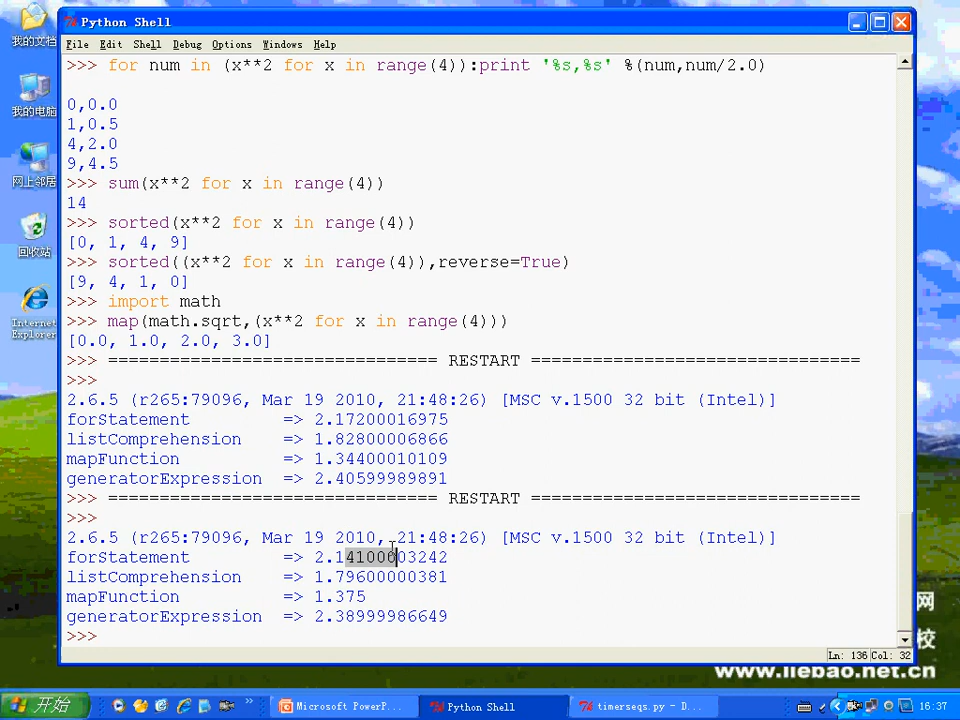 Python Shell
File Edit Shell Debug Options Windows Help
>>> for num in (x**2 for x in range(4)):print '%s,%s' %(num,num/2.0)
0,0.0
1,0.5
4,2.0
9,4.5
>>> sum(x**2 for x in range(4))
14
>>> sorted(x**2 for x in range(4))
[0, 1, 4, 9]
>>> sorted((x**2 for x in range(4)),reverse=True)
[9, 4, 1, 0]
>>> import math
>>> map(math.sqrt,(x**2 for x in range(4)))
[0.0, 1.0, 2.0, 3.0]
>>> ================================ RESTART ================================
>>>
2.6.5 (r265:79096, Mar 19 2010, 21:48:26) [MSC v.1500 32 bit (Intel)]
forStatement => 2.17200016975
listComprehension => 1.82800006866
mapFunction => 1.34400010109
generatorExpression => 2.40599989891
>>> ================================ RESTART ================================
>>>
2.6.5 (r265:79096, Mar 19 2010, 21:48:26) [MSC v.1500 32 bit (Intel)]
forStatement => 2.14100003242
listComprehension => 1.79600000381
mapFunction => 1.375
generatorExpression => 2.38999986649
>>>
Ln: 136 Col: 32
我的文档
我的电脑
网上邻居
回收站
Internet
Explorer
网
校
www.liebao.net.cn
开始
Microsoft PowerP...
Python Shell
timerseqs.py - D...
16:37